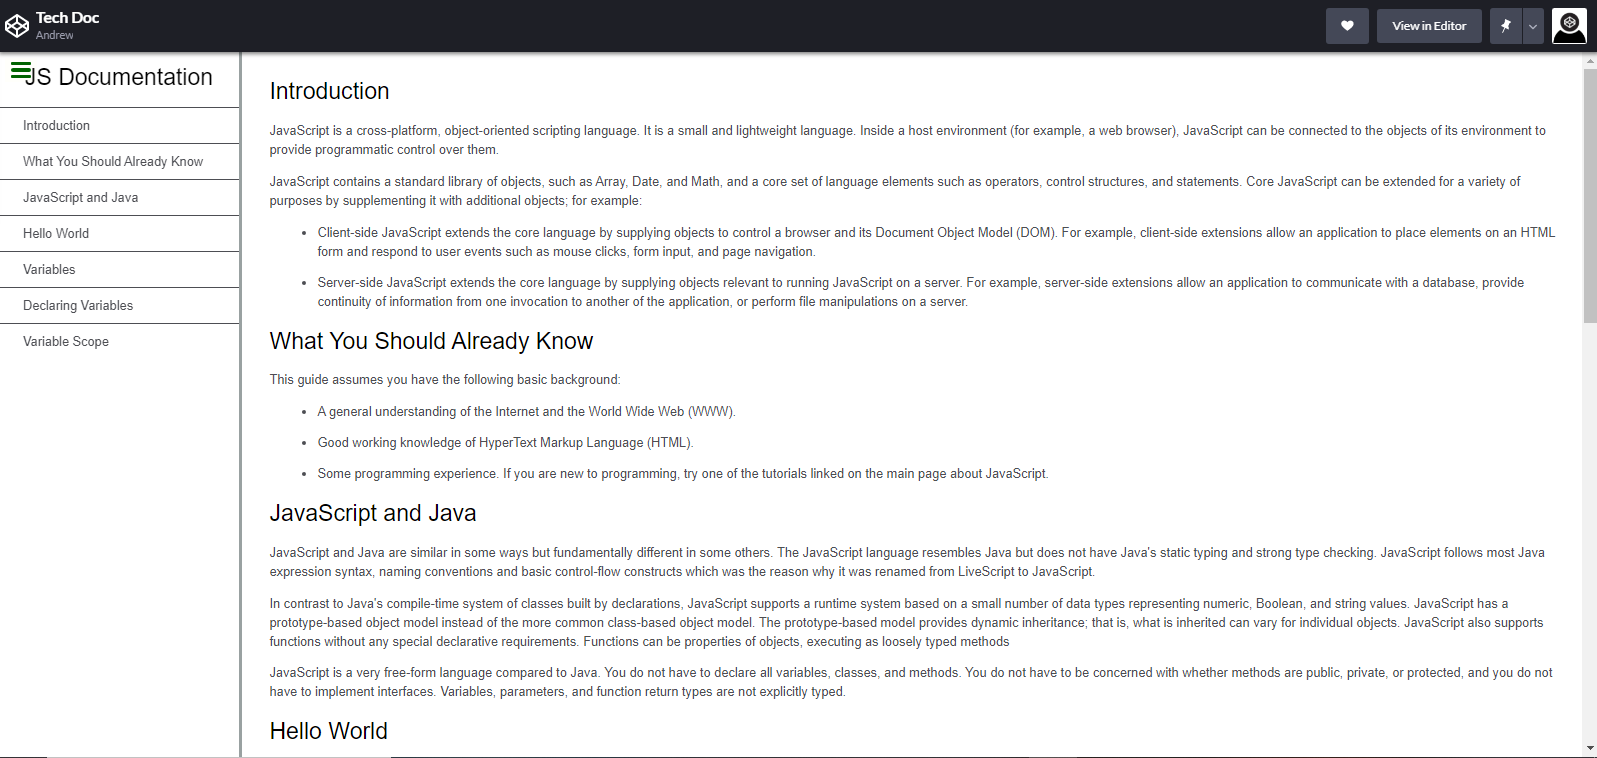 Tech Doc
Andrew
View in Editor
JS Documentation
Introduction
What You Should Already Know
JavaScript and Java
Hello World
Variables
Declaring Variables
Variable Scope
Introduction
JavaScript is a cross-platform, object-oriented scripting language. It is a small and lightweight language. Inside a host environment (for example, a web browser), JavaScript can be connected to the objects of its environment to
provide programmatic control over them.
JavaScript contains a standard library of objects, such as Array, Date, and Math, and a core set of language elements such as operators, control structures, and statements. Core JavaScript can be extended for a variety of
purposes by supplementing it with additional objects; for example:
• Client-side JavaScript extends the core language by supplying objects to control a browser and its Document Object Model (DOM). For example, client-side extensions allow an application to place elements on an HTML
form and respond to user events such as mouse clicks, form input, and page navigation.
• Server-side JavaScript extends the core language by supplying objects relevant to running JavaScript on a server. For example, server-side extensions allow an application to communicate with a database, provide
continuity of information from one invocation to another of the application, or perform file manipulations on a server.
What You Should Already Know
This guide assumes you have the following basic background:
• A general understanding of the Internet and the World Wide Web (WWW).
• Good working knowledge of HyperText Markup Language (HTML).
• Some programming experience. If you are new to programming, try one of the tutorials linked on the main page about JavaScript.
JavaScript and Java
JavaScript and Java are similar in some ways but fundamentally different in some others. The JavaScript language resembles Java but does not have Java's static typing and strong type checking. JavaScript follows most Java
expression syntax, naming conventions and basic control-flow constructs which was the reason why it was renamed from LiveScript to JavaScript.
In contrast to Java's compile-time system of classes built by declarations, JavaScript supports a runtime system based on a small number of data types representing numeric, Boolean, and string values. JavaScript has a
prototype-based object model instead of the more common class-based object model. The prototype-based model provides dynamic inheritance; that is, what is inherited can vary for individual objects. JavaScript also supports
functions without any special declarative requirements. Functions can be properties of objects, executing as loosely typed methods
JavaScript is a very free-form language compared to Java. You do not have to declare all variables, classes, and methods. You do not have to be concerned with whether methods are public, private, or protected, and you do not
have to implement interfaces. Variables, parameters, and function return types are not explicitly typed.
Hello World